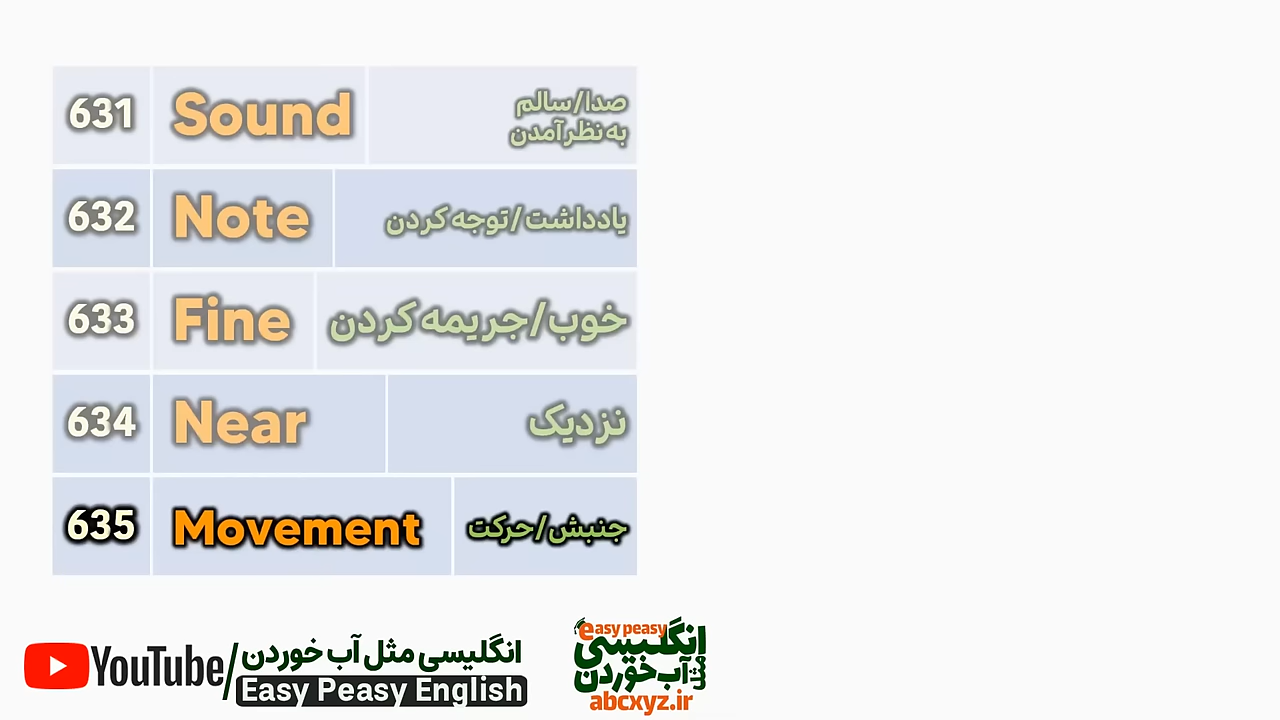 631 Sound صدا/سالم
به نظر آمدن
632 Note یادداشت/توجه کردن
633 Fine خوب/جریمه کردن
634 Near نزدیک
635 Movement جنبش/حرکت
YouTube/انگلیسی مثل آب خوردن
Easy Peasy English
easy peasy
انگلیسی
مثل آب خوردن
abcxyz.ir